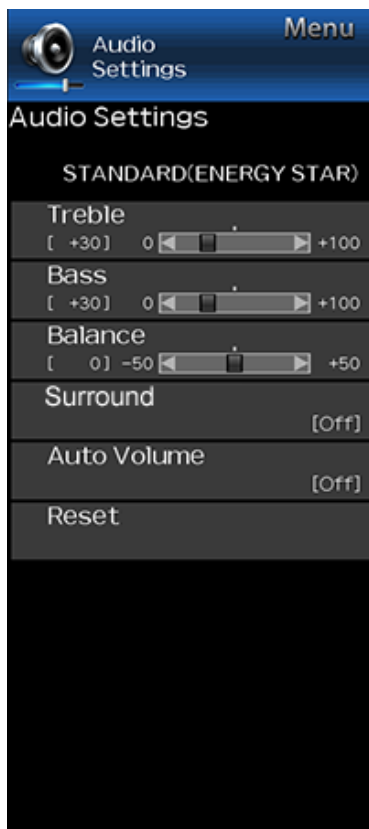 Menu
Audio
Settings
Audio Settings
STANDARD(ENERGY STAR)
Treble
[ +30] 0 +100
Bass
[ +30] 0 +100
Balance
[ 0] -50 +50
Surround
[Off]
Auto Volume
[Off]
Reset